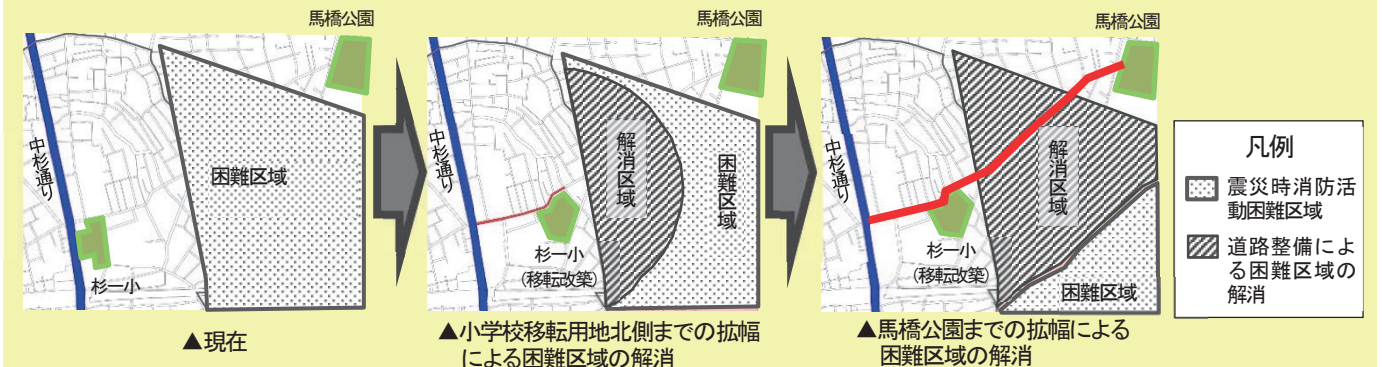 馬橋公園
中杉通り
困難区域
杉一小
▲現在
馬橋公園
中杉通り
解消区域
困難区域
杉一小
(移転改築)
▲小学校移転用地北側までの拡幅
による困難区域の解消
馬橋公園
中杉通り
解消区域
杉一小
(移転改築)
困難区域
▲馬橋公園までの拡幅による
困難区域の解消
凡例
震災時消防活
動困難区域
道路整備によ
る困難区域の
解消